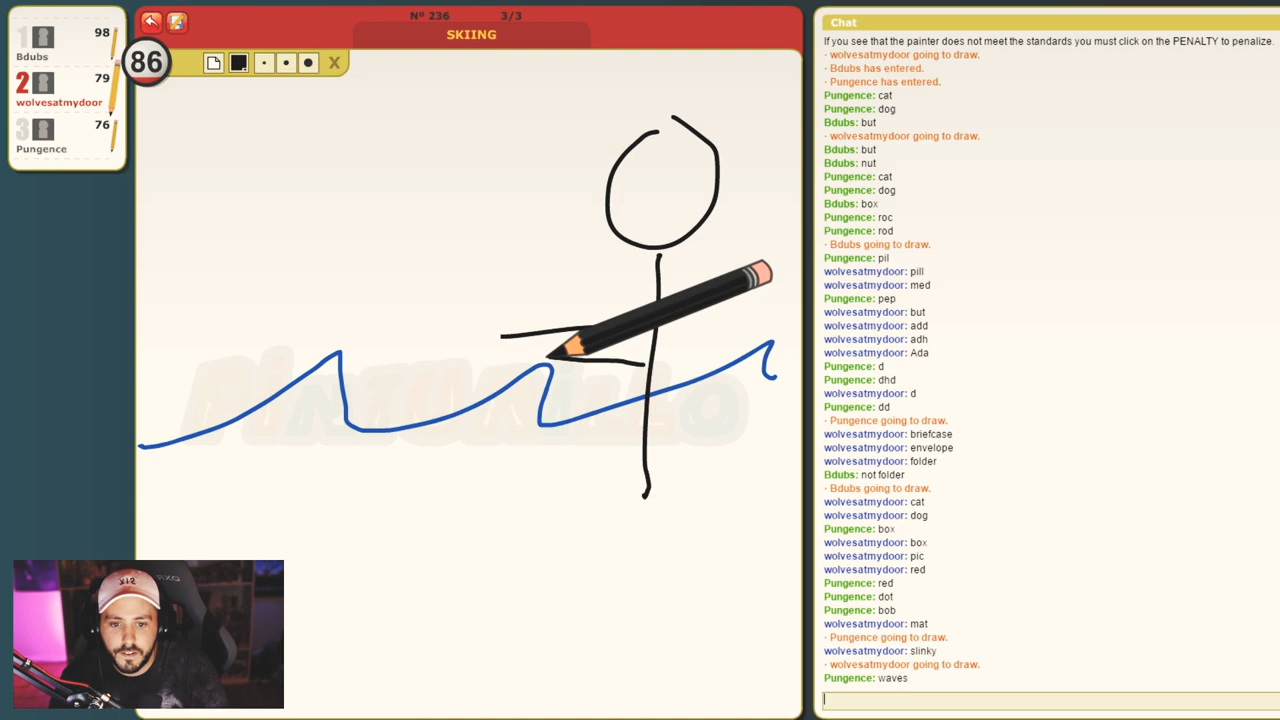 Nº 236
3/3
SKIING
86
1
98
Bdubs
2
79
wolvesatmydoor
3
76
Pungence
X
Chat
If you see that the painter does not meet the standards you must click on the PENALTY to penalize.
· wolvesatmydoor going to draw.
· Bdubs has entered.
· Pungence has entered.
Pungence: cat
Pungence: dog
Bdubs: but
· wolvesatmydoor going to draw.
Bdubs: but
Bdubs: nut
Pungence: cat
Pungence: dog
Bdubs: box
Pungence: roc
Pungence: rod
· Bdubs going to draw.
Pungence: pil
wolvesatmydoor: pill
wolvesatmydoor: med
Pungence: pep
wolvesatmydoor: but
wolvesatmydoor: add
wolvesatmydoor: adh
wolvesatmydoor: Ada
Pungence: d
Pungence: dhd
wolvesatmydoor: d
Pungence: dd
· Pungence going to draw.
wolvesatmydoor: briefcase
wolvesatmydoor: envelope
wolvesatmydoor: folder
Bdubs: not folder
· Bdubs going to draw.
wolvesatmydoor: cat
wolvesatmydoor: dog
Pungence: box
wolvesatmydoor: box
wolvesatmydoor: pic
wolvesatmydoor: red
Pungence: red
Pungence: dot
Pungence: bob
wolvesatmydoor: mat
· Pungence going to draw.
wolvesatmydoor: slinky
· wolvesatmydoor going to draw.
Pungence: waves